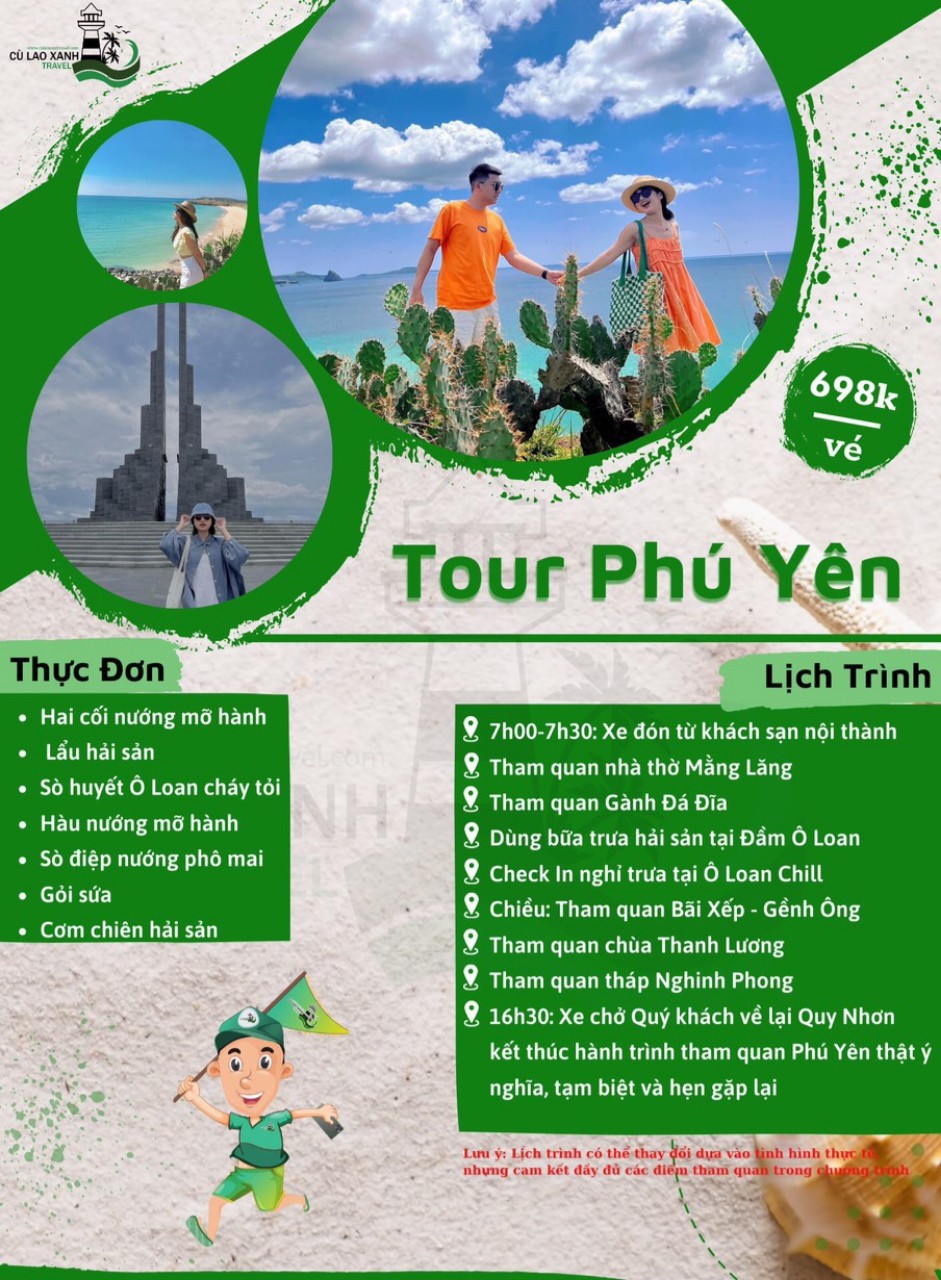 CÙ LAO XANH
TRAVEL
698k
vé
Tour Phú Yên
Thực Đơn
Hai cối nướng mỡ hành
Lẩu hải sản
Sò huyết Ô Loan cháy tỏi
Hàu nướng mỡ hành
Sò điệp nướng phô mai
Gỏi sứa
Cơm chiên hải sản
Lịch Trình
7h00-7h30: Xe đón từ khách sạn nội thành
Tham quan nhà thờ Mằng Lăng
Tham quan Gành Đá Đĩa
Dùng bữa trưa hải sản tại Đầm Ô Loan
Check In nghỉ trưa tại Ô Loan Chill
Chiều: Tham quan Bãi Xếp - Gềnh Ông
Tham quan chùa Thanh Lương
Tham quan tháp Nghinh Phong
16h30: Xe chở Quý khách về lại Quy Nhơn
kết thúc hành trình tham quan Phú Yên thật ý
nghĩa, tạm biệt và hẹn gặp lại
Lưu ý: Lịch trình có thể thay đổi dựa vào tình hình thực tế
nhưng cam kết đầy đủ các điểm tham quan trong chương trình